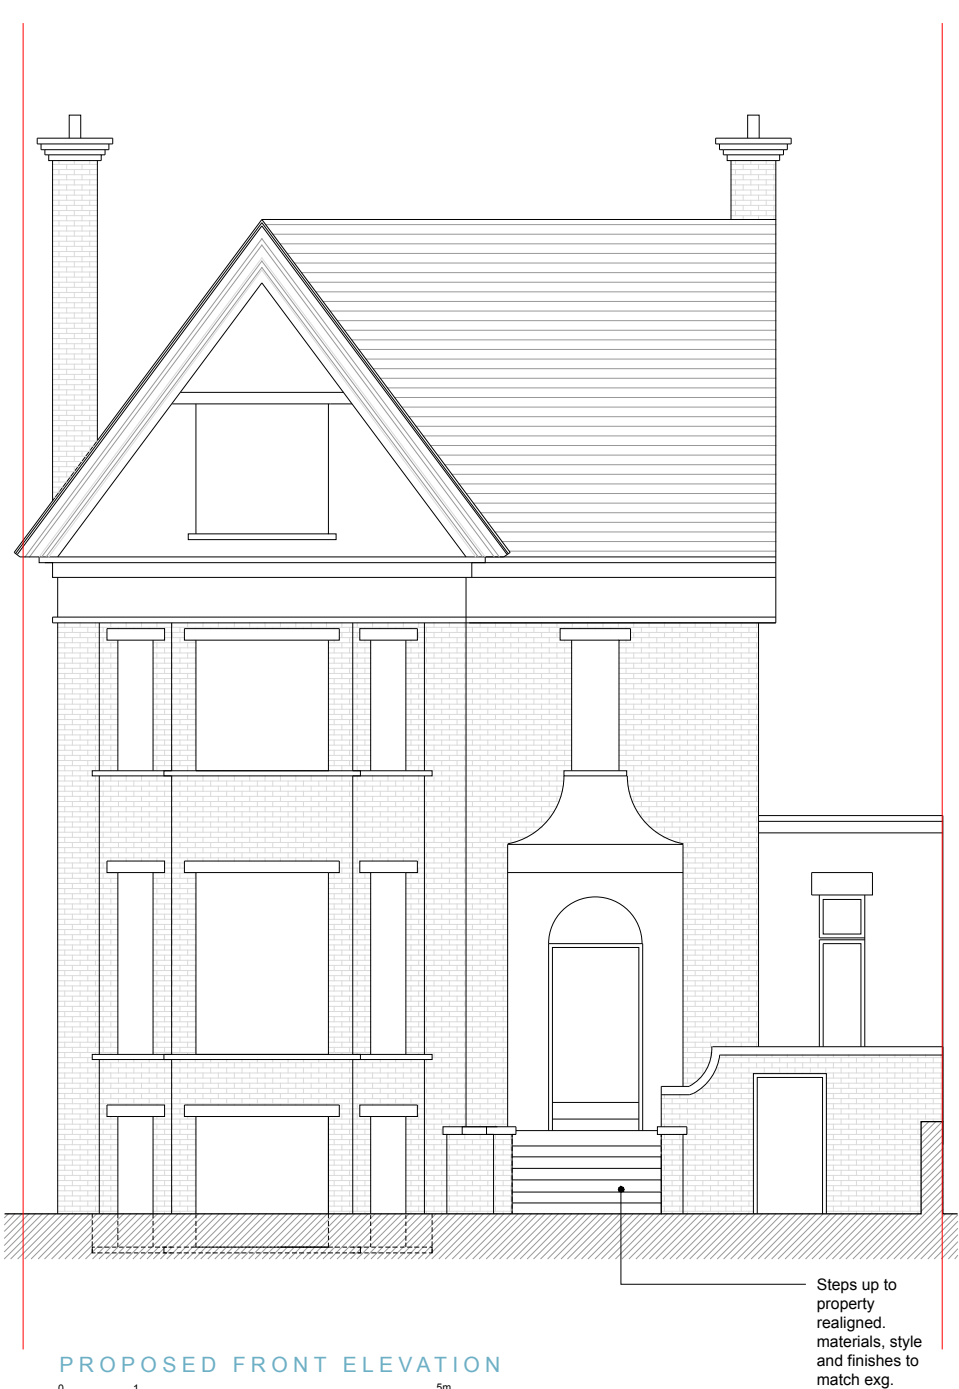 Steps up to
property
realigned.
materials, style
and finishes to
match exg.
PROPOSED FRONT ELEVATION
0 1 5m